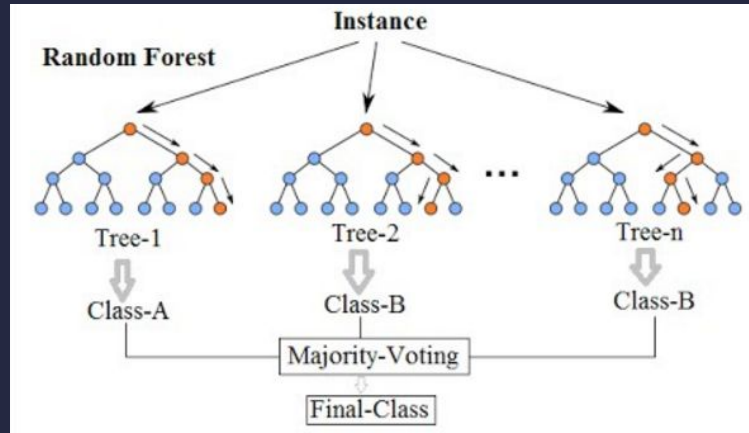 Instance
Random Forest
...
Tree-1
Tree-2
Tree-n
Class-A
Class-B
Class-B
Majority-Voting
Final-Class